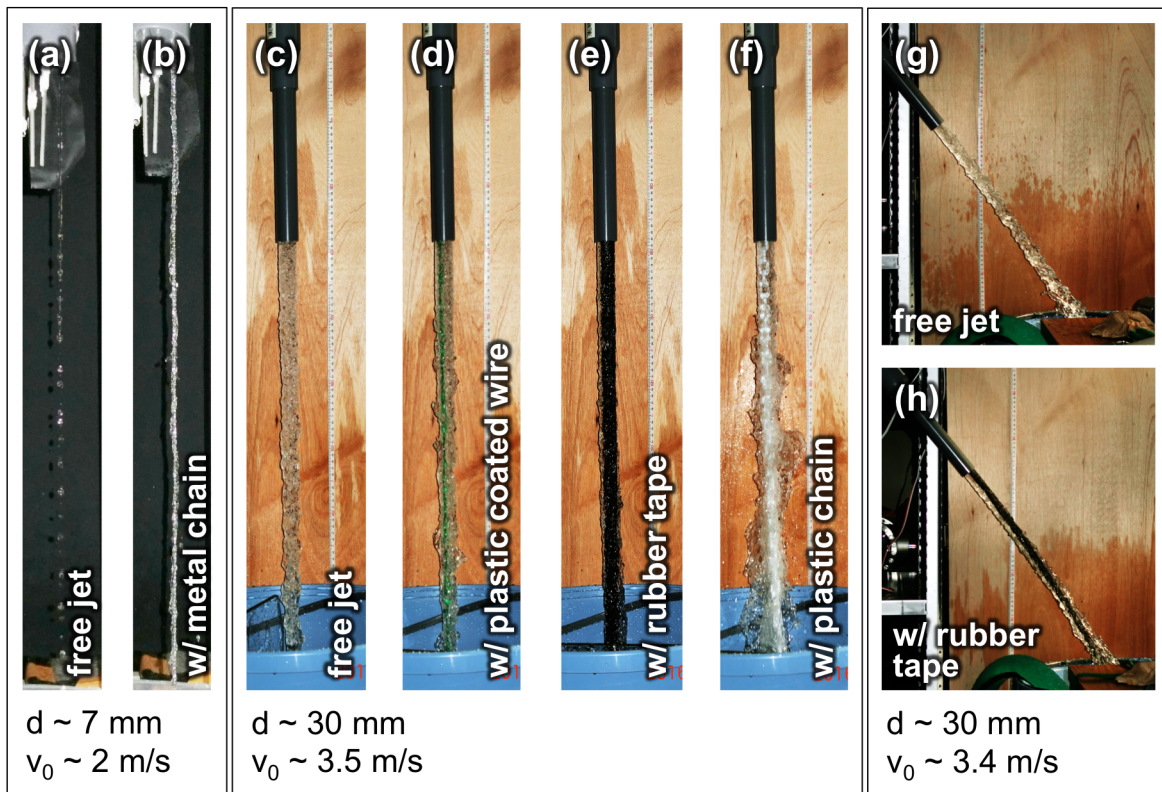 (a)
(b)
(c)
(d)
(e)
(f)
(g)
(h)
free jet
w/ metal chain
free jet
w/ plastic coated wire
w/ rubber tape
w/ plastic chain
free jet
w/ rubber
tape
d ~ 7 mm
v₀ ~ 2 m/s
d ~ 30 mm
v₀ ~ 3.5 m/s
d ~ 30 mm
v₀ ~ 3.4 m/s